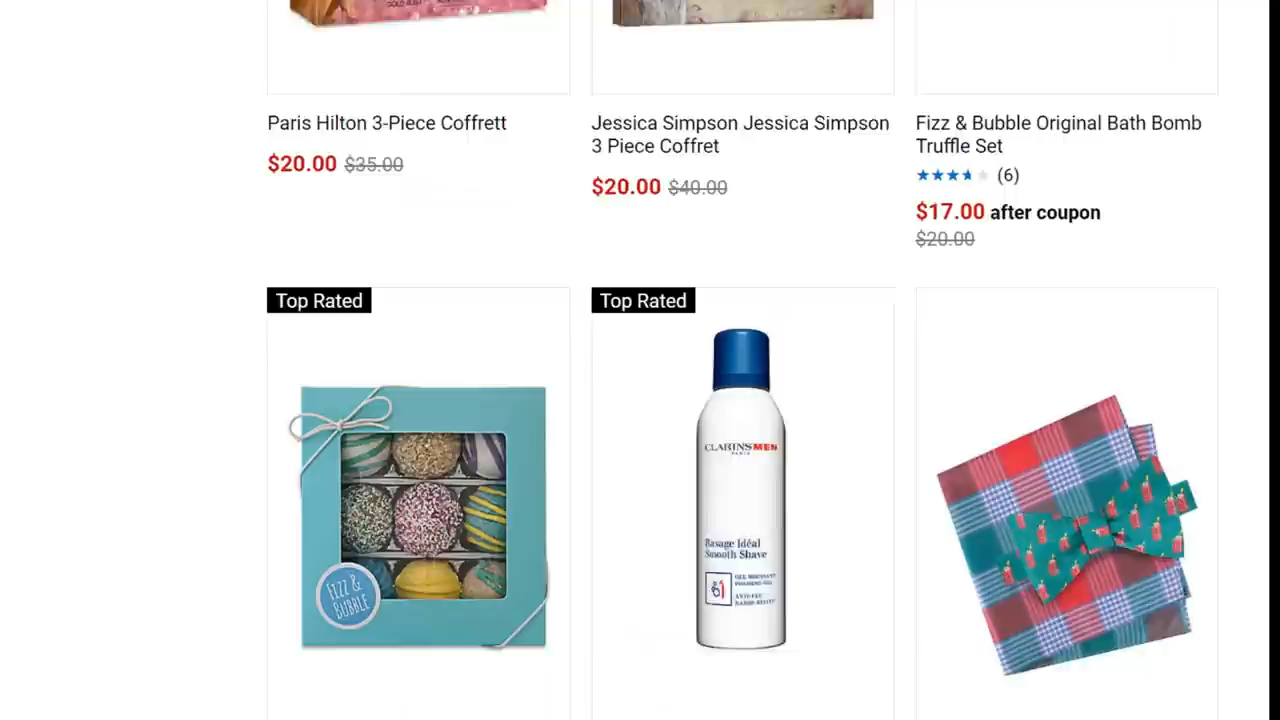 Paris Hilton 3-Piece Coffrett
$20.00 $35.00
Jessica Simpson Jessica Simpson
3 Piece Coffret
$20.00 $40.00
Fizz & Bubble Original Bath Bomb
Truffle Set
(6)
$17.00 after coupon
$20.00
Top Rated
FIZZ &
BUBBLE
Top Rated
CLARINSMEN
PARIS
Rasage Idéal
Smooth Shave